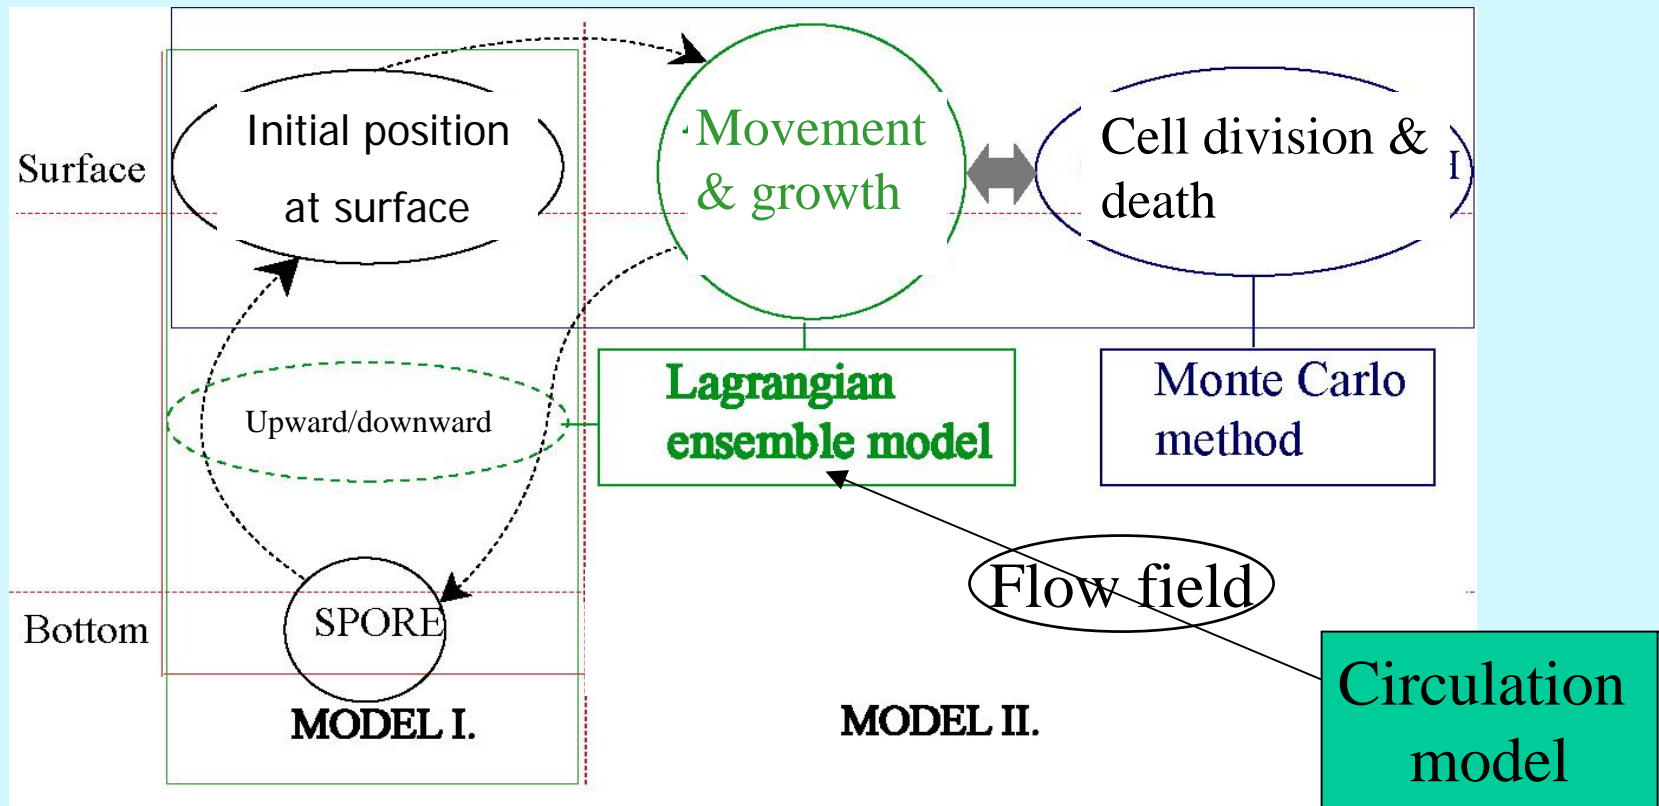 Initial position
at surface
Movement
& growth
Cell division &
death
Surface
Upward/downward
Lagrangian
ensemble model
Monte Carlo
method
Flow field
SPORE
Bottom
MODEL I.
MODEL II.
Circulation
model